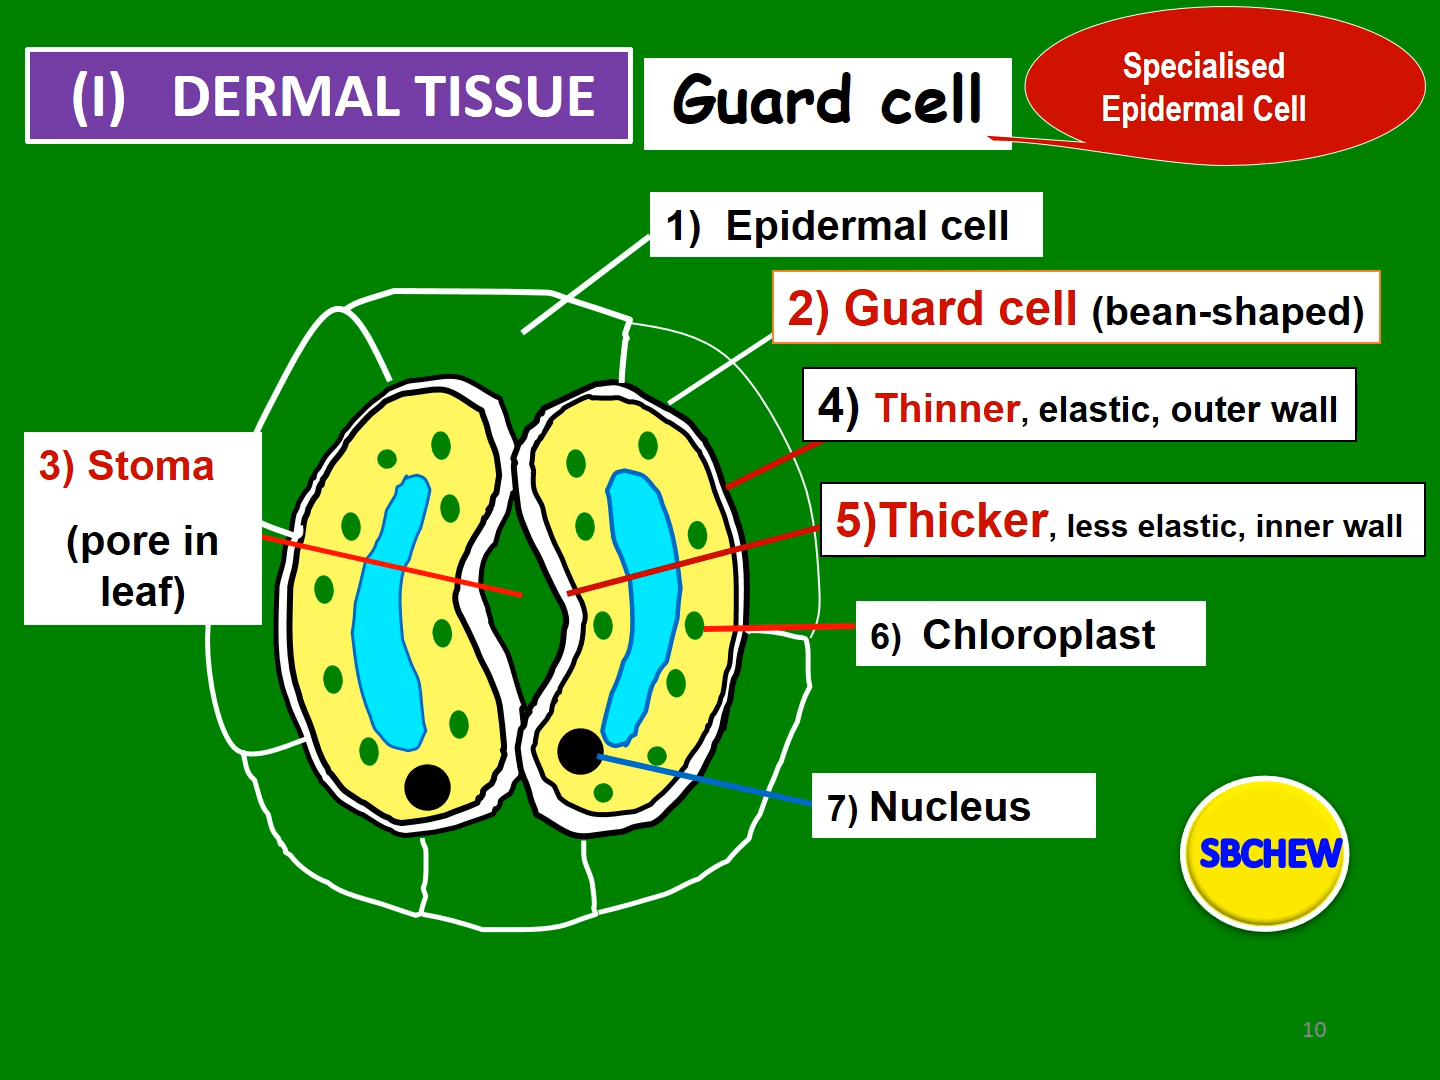 (I) DERMAL TISSUE
Guard cell
Specialised
Epidermal Cell
1) Epidermal cell
2) Guard cell (bean-shaped)
4) Thinner, elastic, outer wall
3) Stoma
(pore in
leaf)
5)Thicker, less elastic, inner wall
6) Chloroplast
7) Nucleus
SBCHEW
10